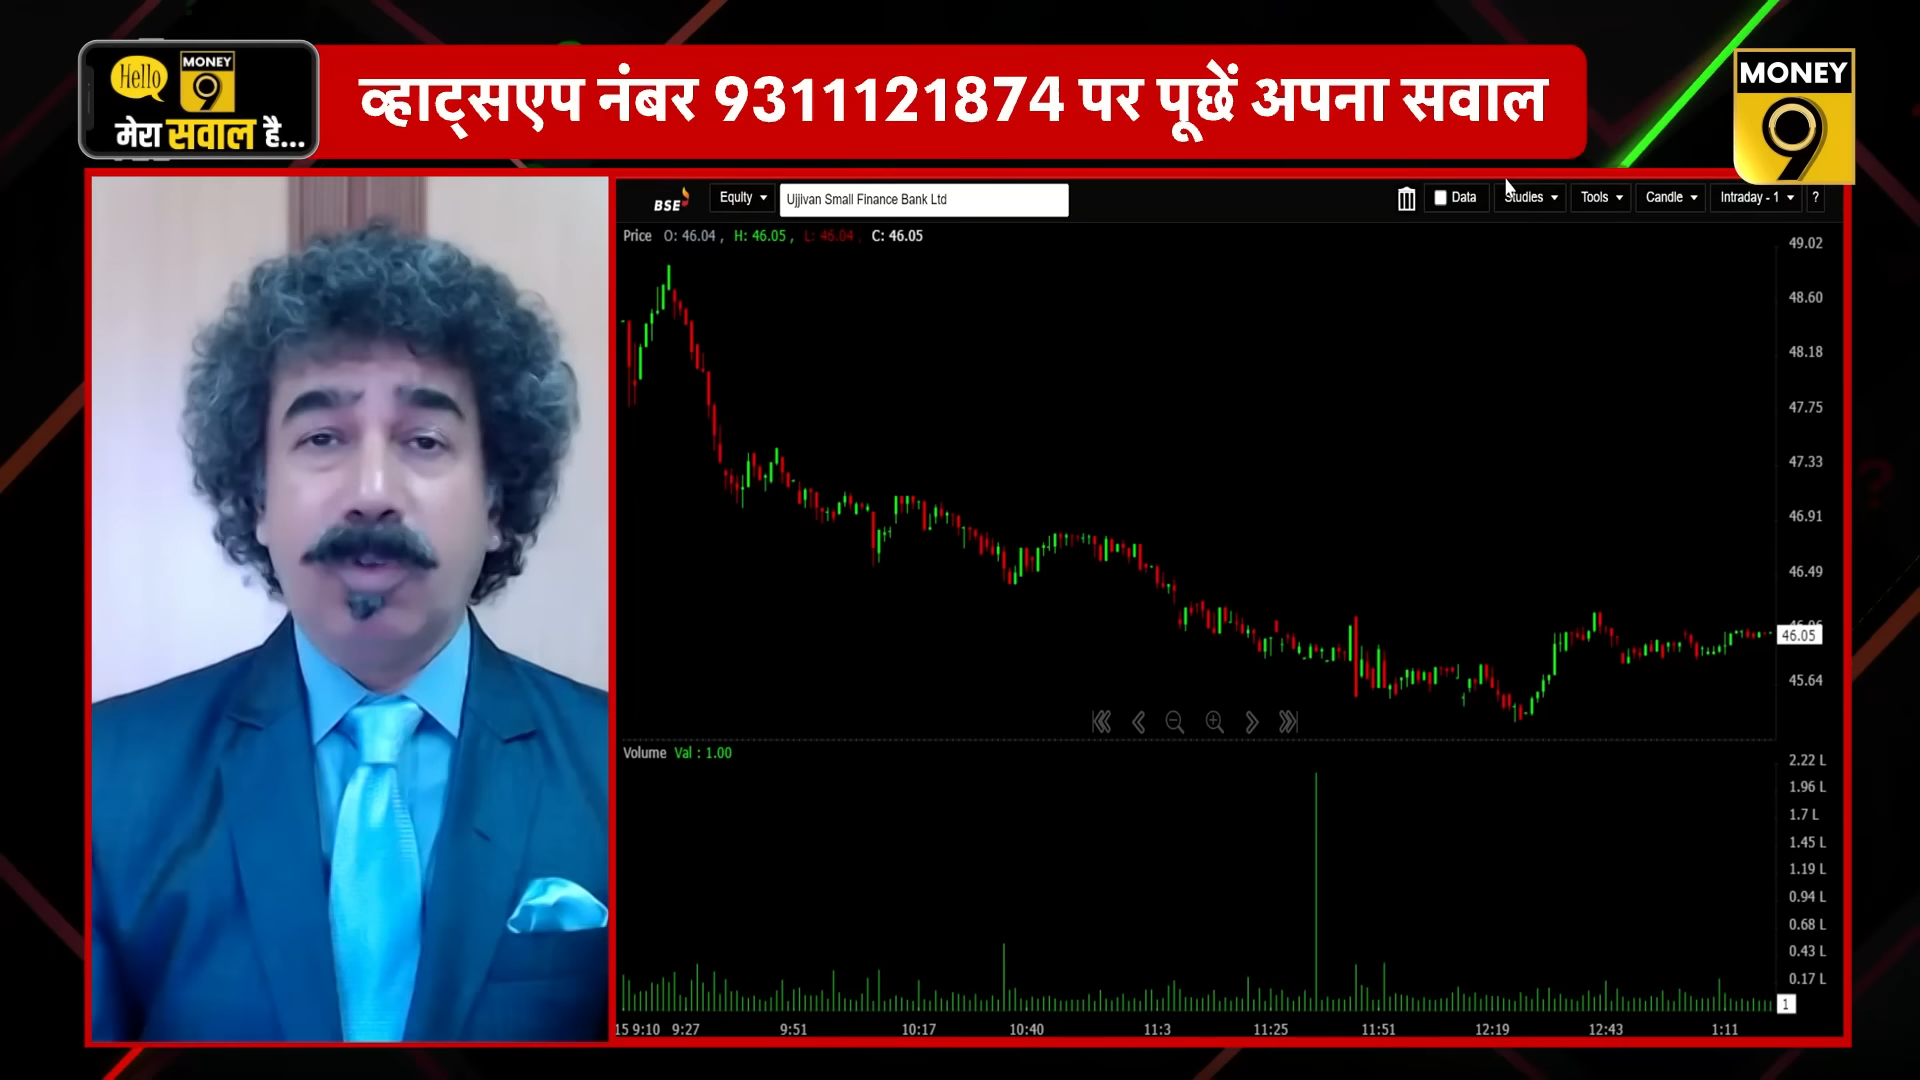 Hello
MONEY
9
मेरा सवाल है...
व्हाट्सएप नंबर 9311121874 पर पूछें अपना सवाल
MONEY
9
BSE
Equity
Ujjivan Small Finance Bank Ltd
Data
Studies
Tools
Candle
Intraday - 1
?
Price O: 46.04 , H: 46.05 , L: 46.04 , C: 46.05
49.02
48.60
48.18
47.75
47.33
46.91
46.49
46.05
45.64
Volume Val : 1.00
2.22 L
1.96 L
1.7 L
1.45 L
1.19 L
0.94 L
0.68 L
0.43 L
0.17 L
1
15 9:10 9:27 9:51 10:17 10:40 11:3 11:25 11:51 12:19 12:43 1:11